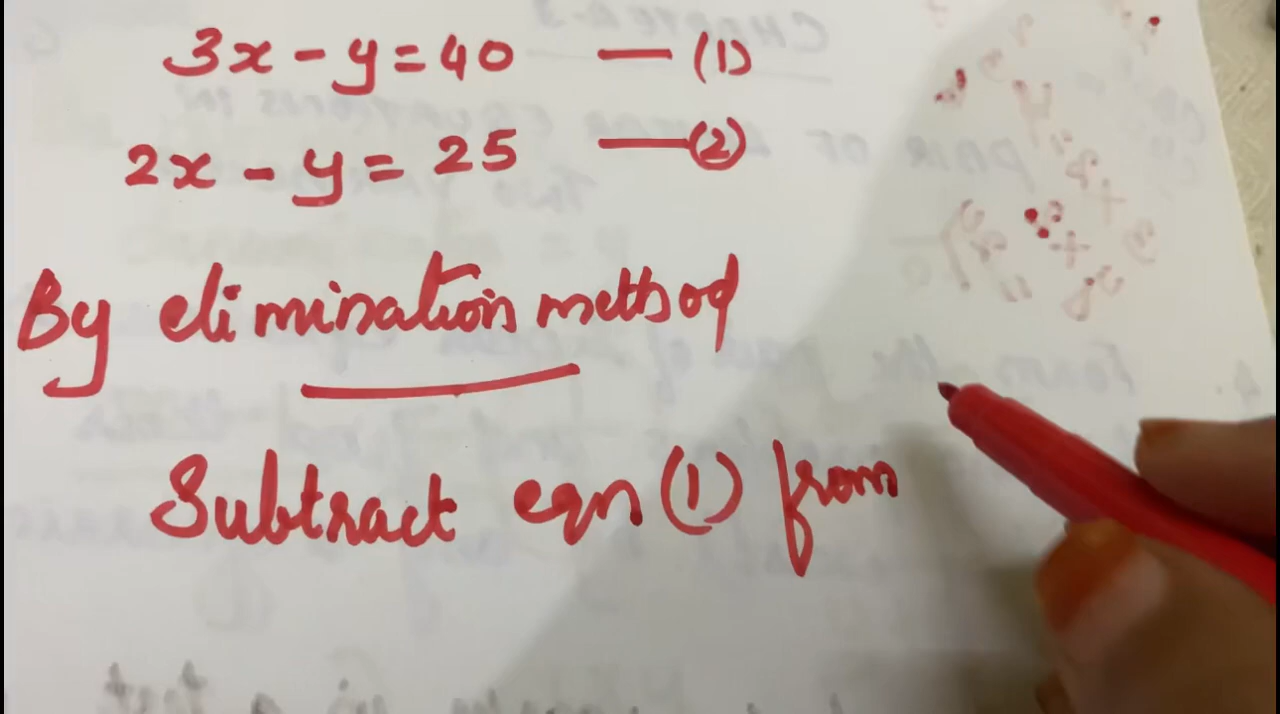 3x - y = 40 — (1)
2x - y = 25 — (2)
By elimination method
Subtract eqn (1) from